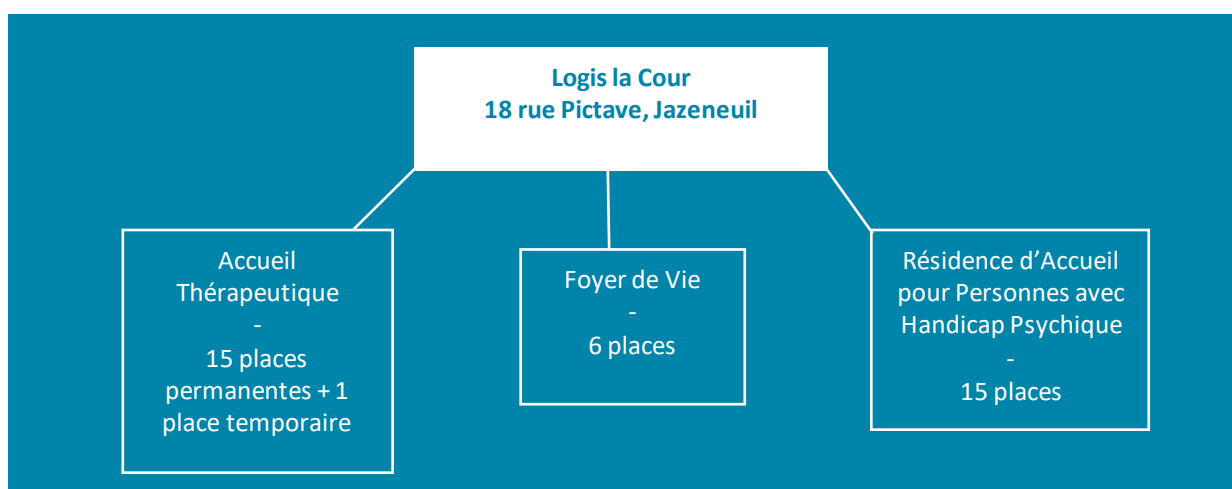 Logis la Cour
18 rue Pictave, Jazeneuil
Accueil
Thérapeutique
-
15 places
permanentes + 1
place temporaire
Foyer de Vie
-
6 places
Résidence d’Accueil
pour Personnes avec
Handicap Psychique
-
15 places